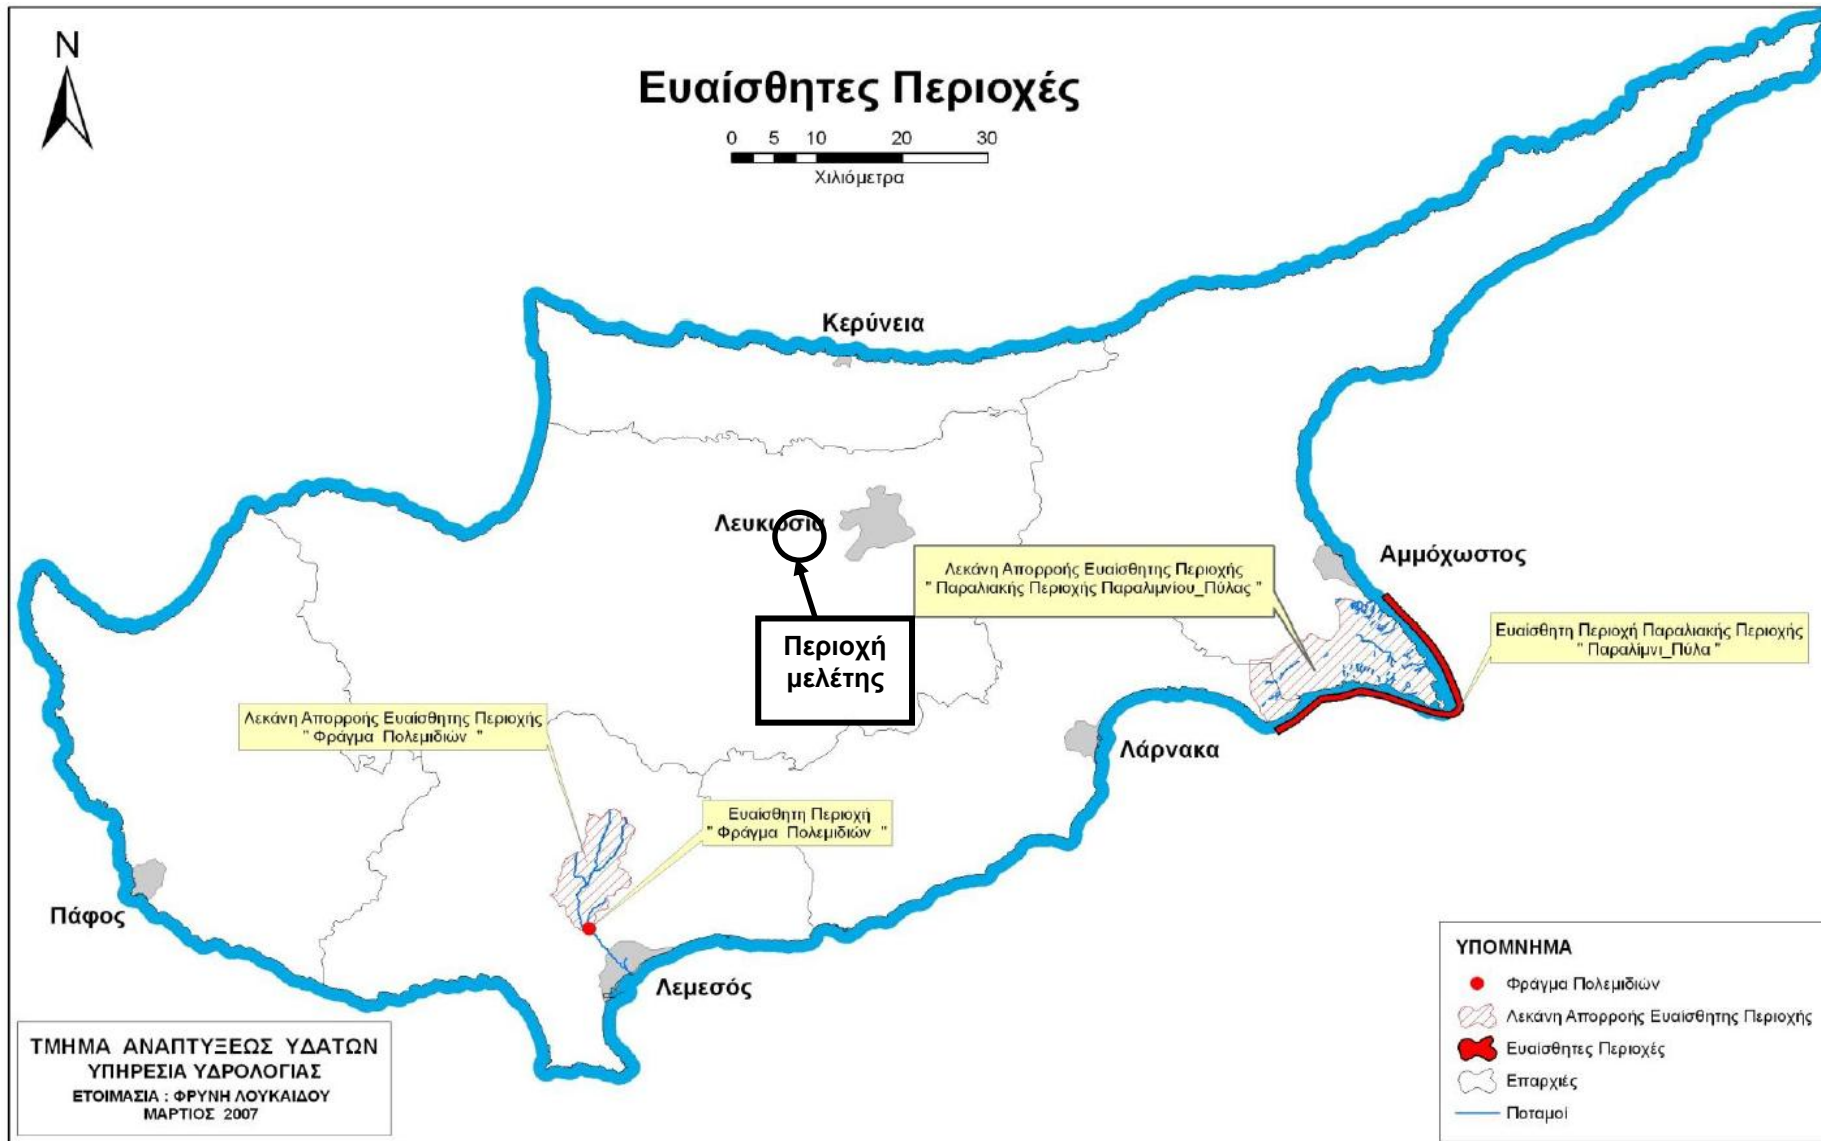 N
Ευαίσθητες Περιοχές
0 5 10 20 30
Χιλιόμετρα
Κερύνεια
Λευκωσία
Αμμόχωστος
Λεκάνη Απορροής Ευαίσθητης Περιοχής
" Παραλιακής Περιοχής Παραλιμνίου_Πύλας "
Ευαίσθητη Περιοχή Παραλιακής Περιοχής
" Παραλίμνι_Πύλα "
Περιοχή
μελέτης
Λεκάνη Απορροής Ευαίσθητης Περιοχής
" Φράγμα Πολεμιδιών "
Λάρνακα
Ευαίσθητη Περιοχή
" Φράγμα Πολεμιδιών "
Πάφος
Λεμεσός
ΥΠΟΜΝΗΜΑ
Φράγμα Πολεμιδιών
Λεκάνη Απορροής Ευαίσθητης Περιοχής
Ευαίσθητες Περιοχές
Επαρχιές
Ποταμοί
ΤΜΗΜΑ ΑΝΑΠΤΥΞΕΩΣ ΥΔΑΤΩΝ
ΥΠΗΡΕΣΙΑ ΥΔΡΟΛΟΓΙΑΣ
ΕΤΟΙΜΑΣΙΑ : ΦΡΥΝΗ ΛΟΥΚΑΙΔΟΥ
ΜΑΡΤΙΟΣ 2007